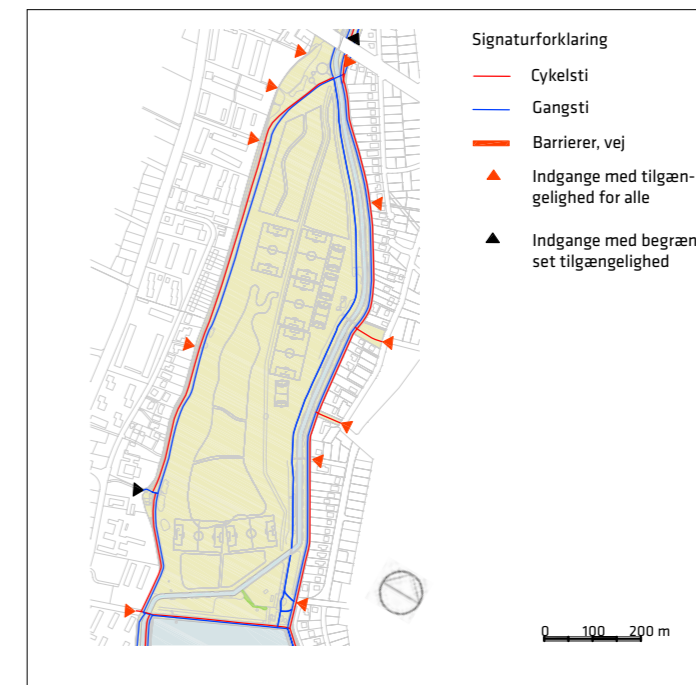 Signaturforklaring
Cykelsti
Gangsti
Barrierer, vej
Indgange med tilgæn-
gelighed for alle
Indgange med begræn
set tilgængelighed
0 100 200 m